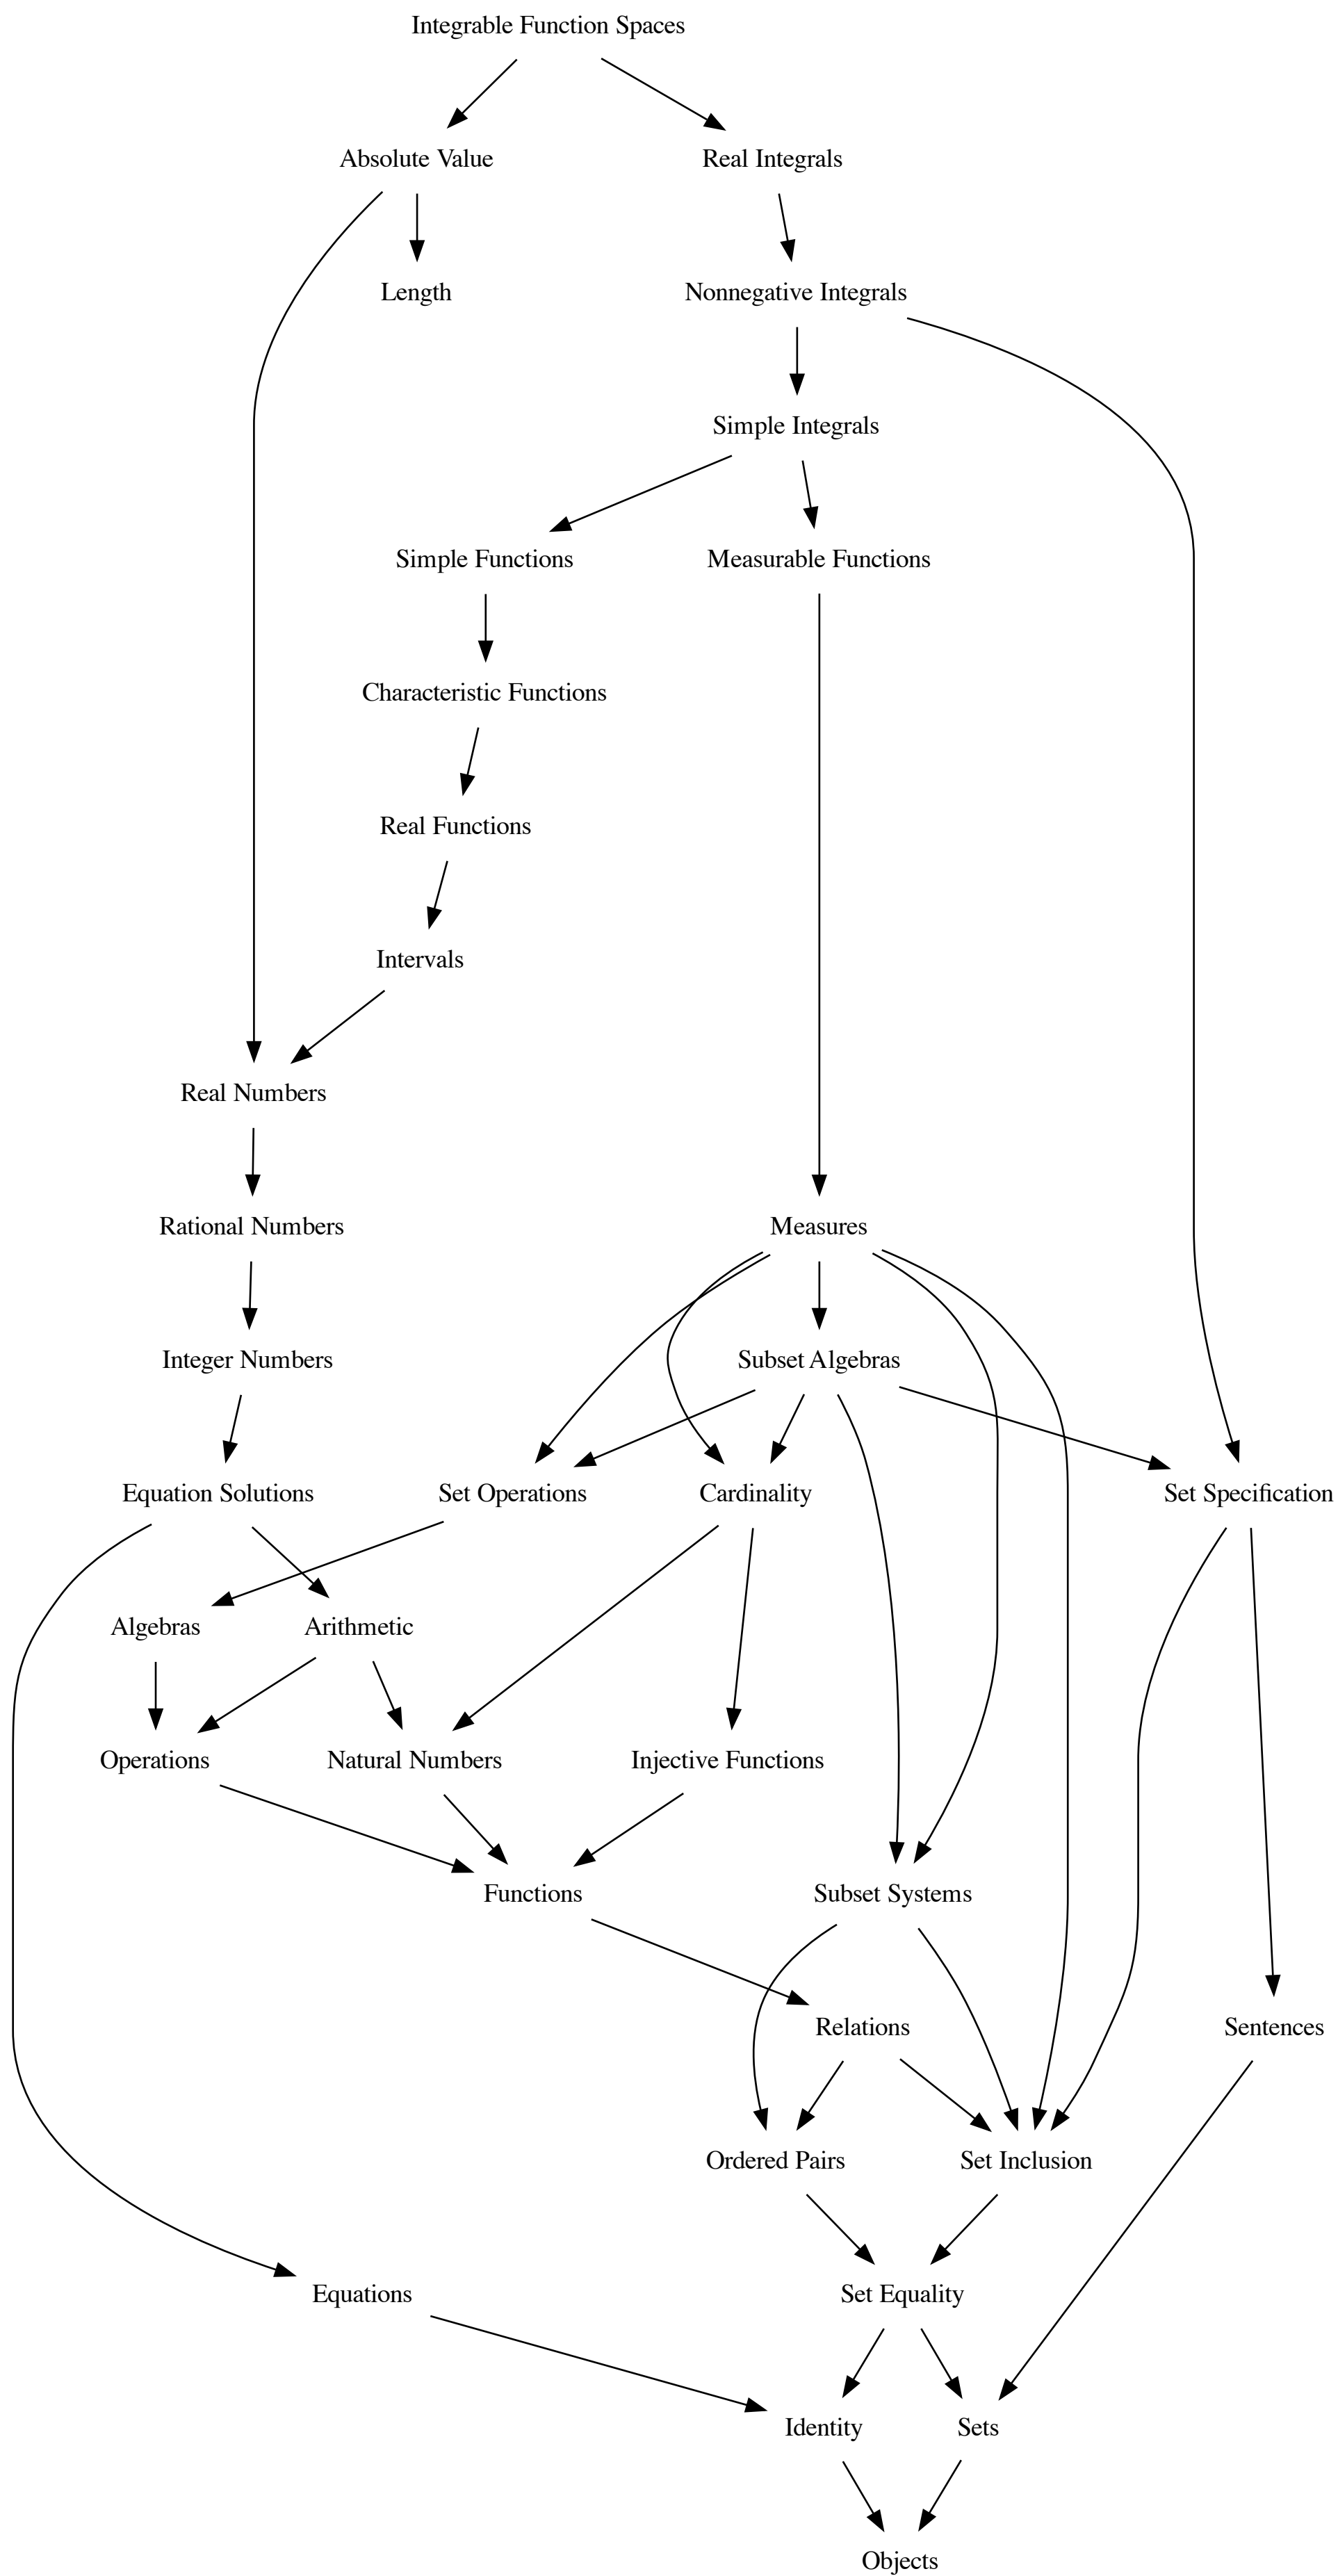 Integrable Function Spaces
Absolute Value
Real Integrals
Length
Nonnegative Integrals
Simple Integrals
Simple Functions
Measurable Functions
Characteristic Functions
Real Functions
Intervals
Real Numbers
Rational Numbers
Measures
Integer Numbers
Subset Algebras
Equation Solutions
Set Operations
Cardinality
Set Specification
Algebras
Arithmetic
Operations
Natural Numbers
Injective Functions
Functions
Subset Systems
Relations
Sentences
Ordered Pairs
Set Inclusion
Equations
Set Equality
Identity
Sets
Objects